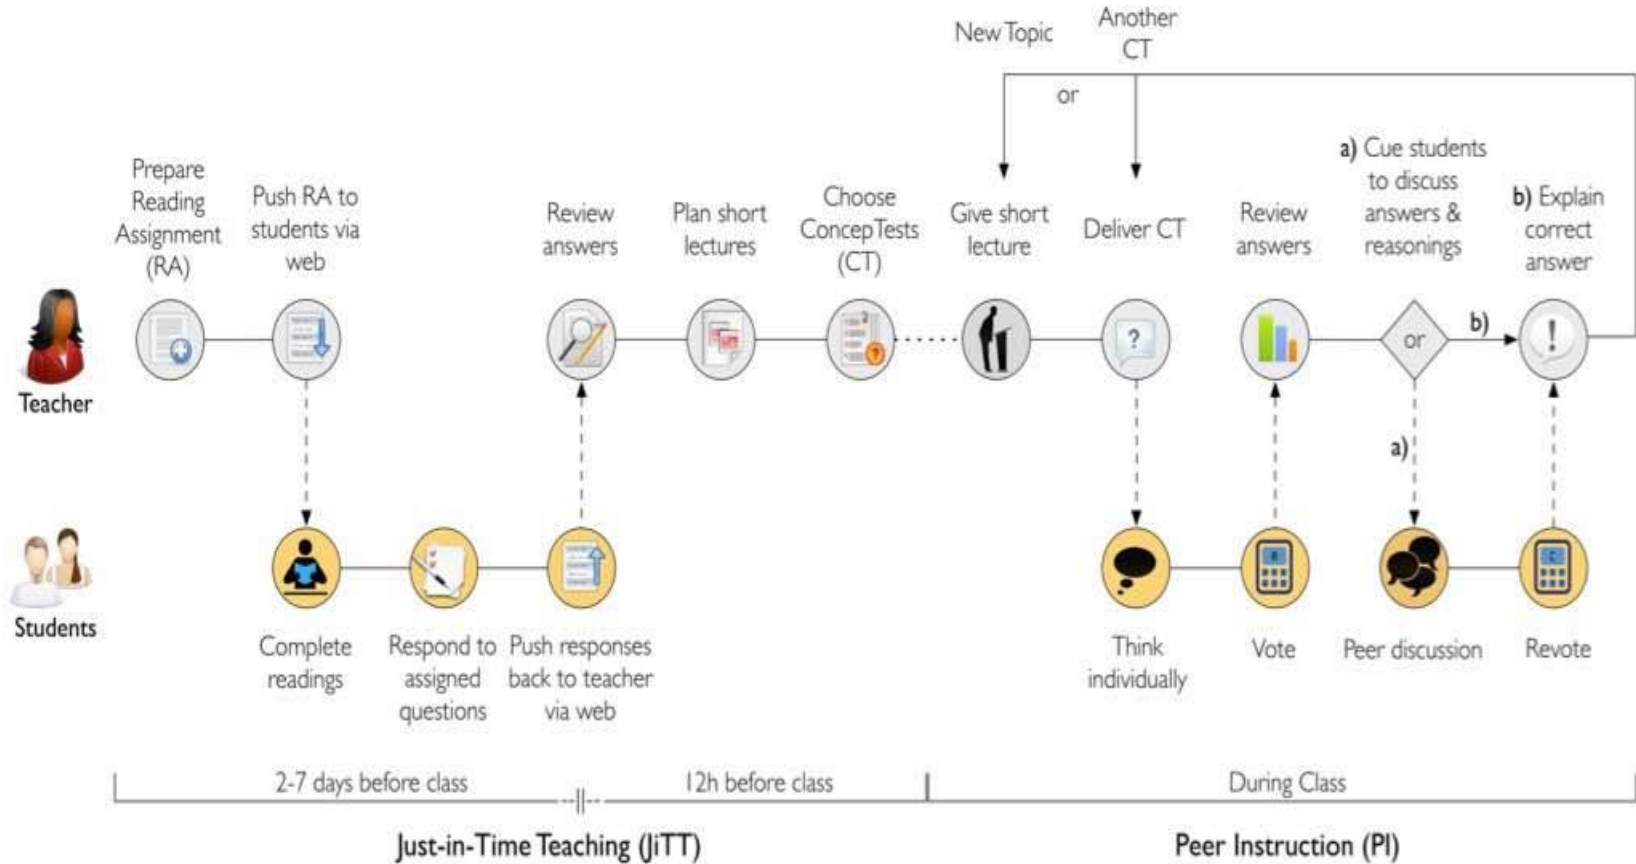 New Topic
Another
CT
or
Prepare
Reading
Assignment
(RA)
Push RA to
students via
web
Review
answers
Plan short
lectures
Choose
ConcepTests
(CT)
Give short
lecture
Deliver CT
Review
answers
a) Cue students
to discuss
answers &
reasonings
b) Explain
correct
answer
?
or
b)
!
Teacher
a)
Students
Complete
readings
Respond to
assigned
questions
Push responses
back to teacher
via web
Think
individually
Vote
Peer discussion
Revote
2-7 days before class
12h before class
During Class
Just-in-Time Teaching (JiTT)
Peer Instruction (PI)